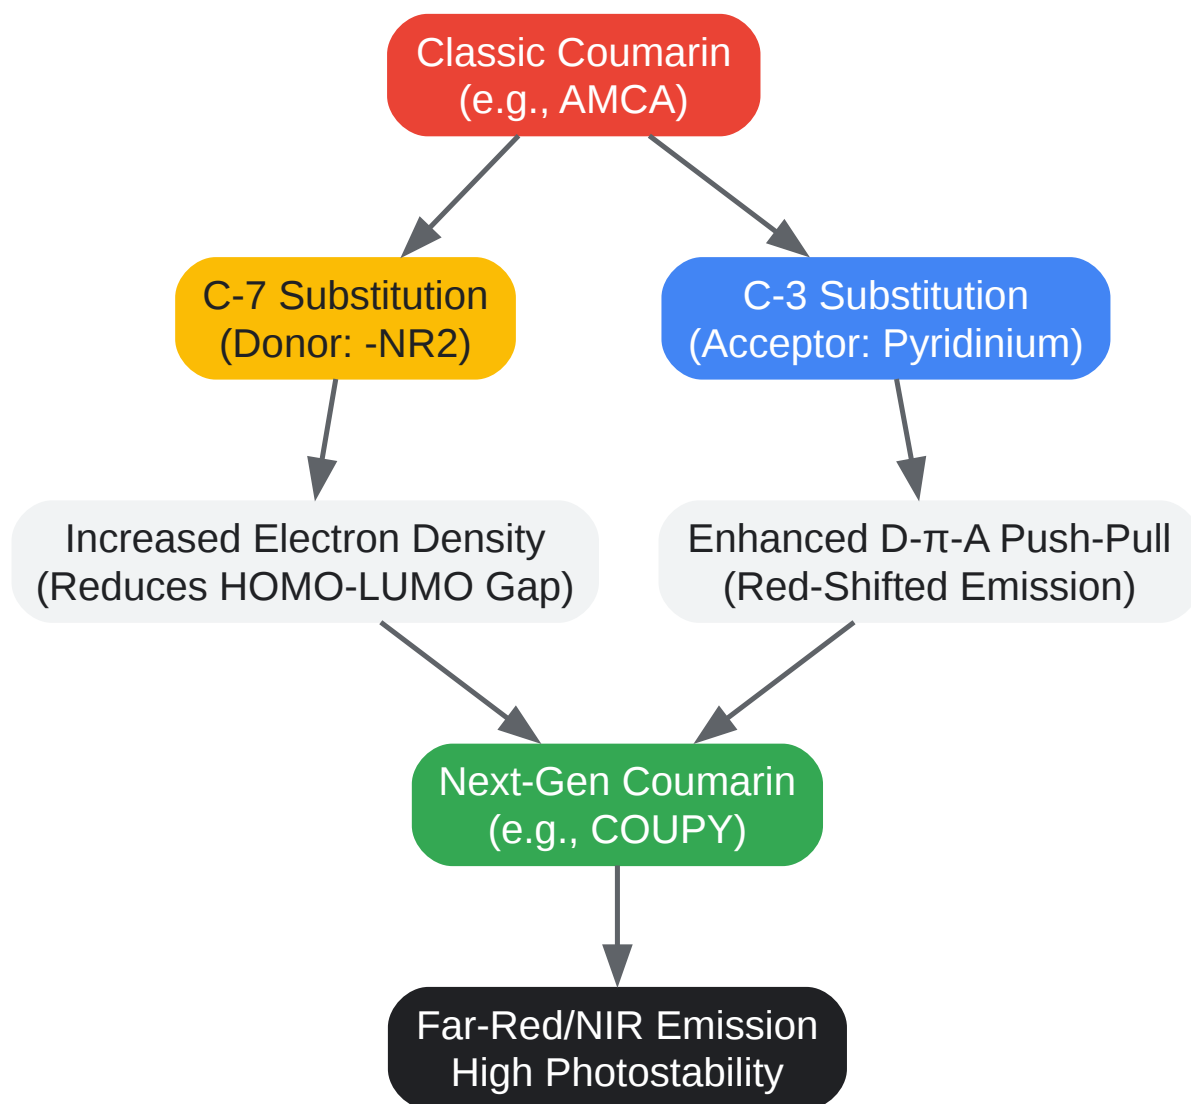 Classic Coumarin
(e.g., AMCA)
C-7 Substitution
(Donor: -NR2)
C-3 Substitution
(Acceptor: Pyridinium)
Increased Electron Density
(Reduces HOMO-LUMO Gap)
Enhanced D-π-A Push-Pull
(Red-Shifted Emission)
Next-Gen Coumarin
(e.g., COUPY)
Far-Red/NIR Emission
High Photostability